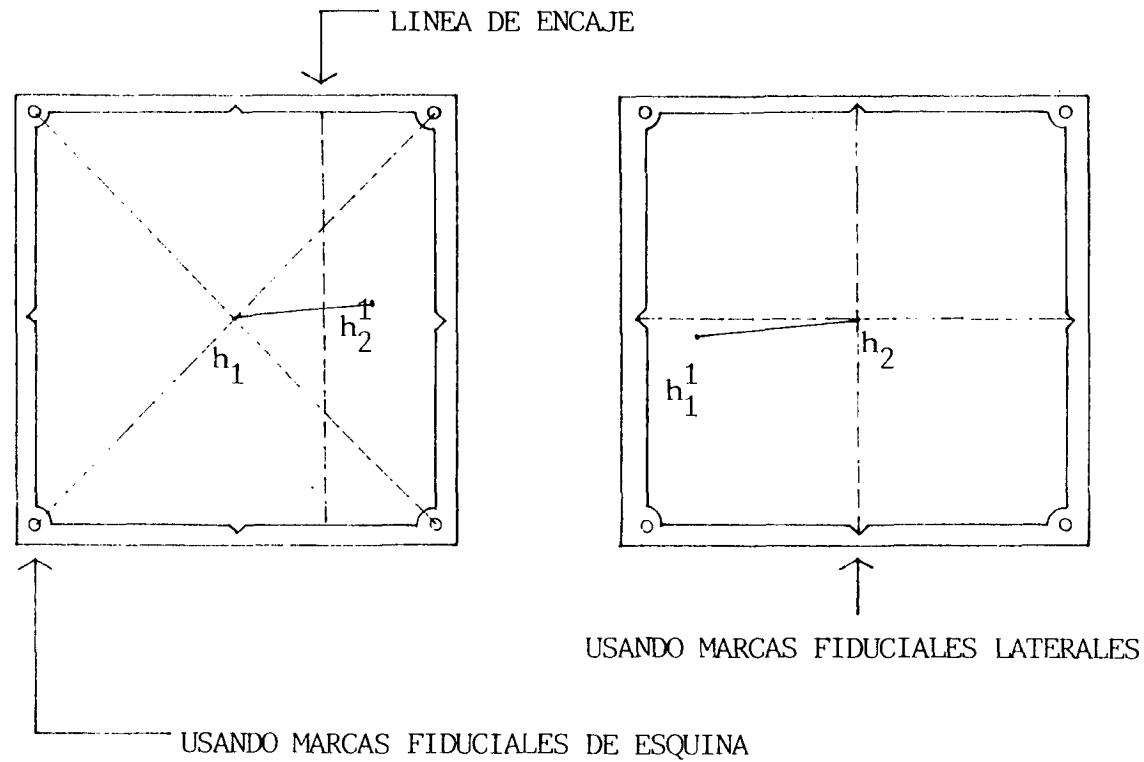 LINEA DE ENCAJE
h₂¹
h₁
h₂
h₁¹
USANDO MARCAS FIDUCIALES LATERALES
USANDO MARCAS FIDUCIALES DE ESQUINA